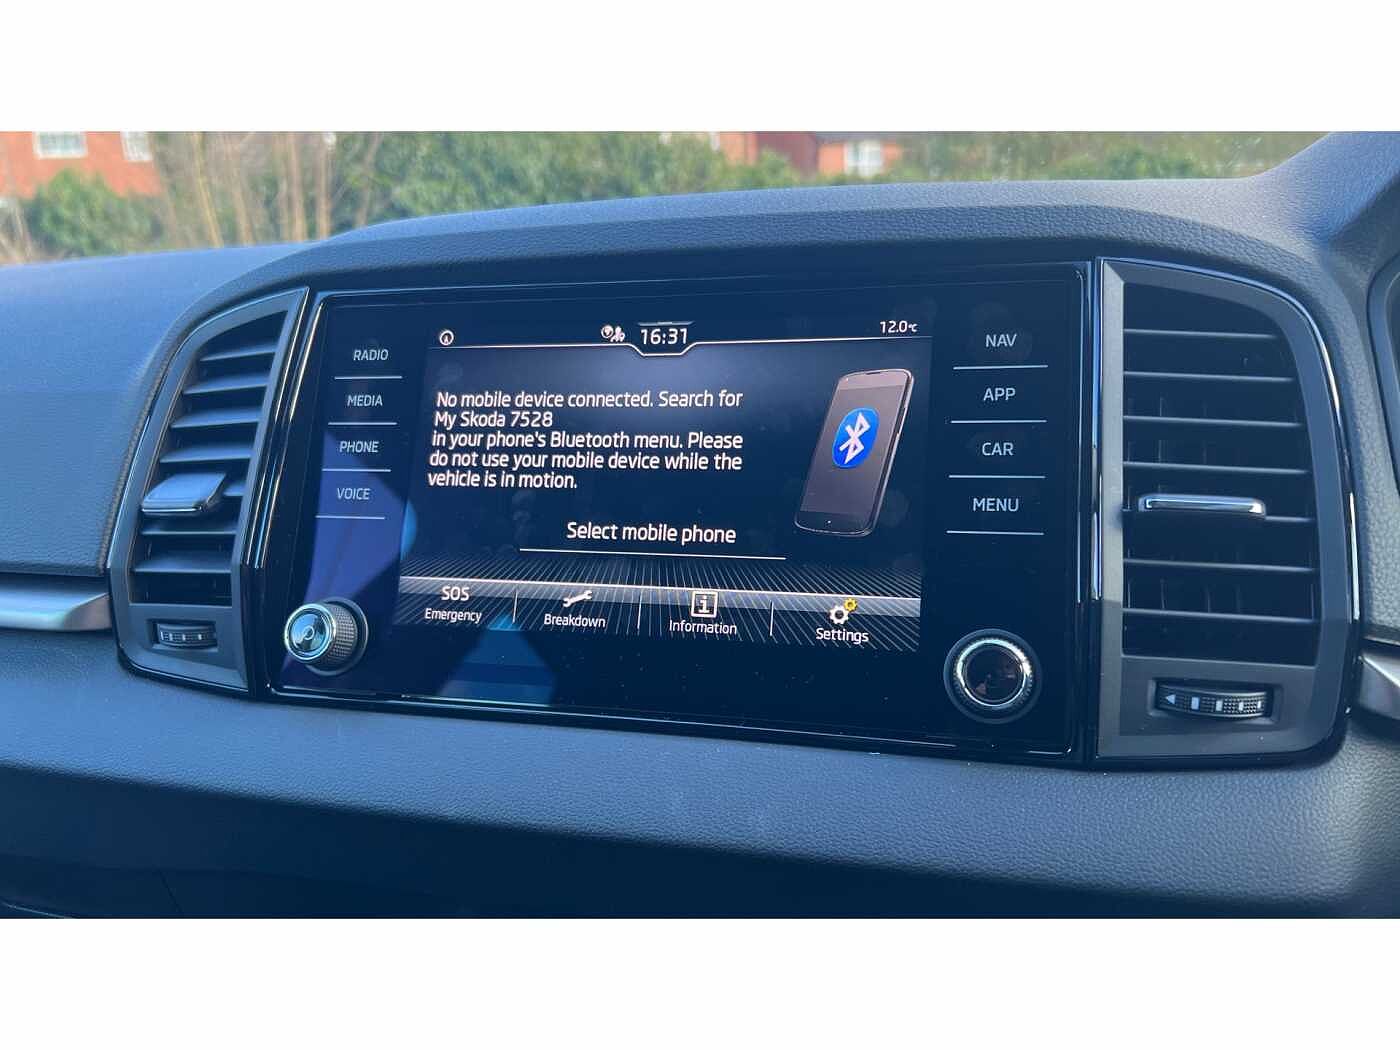 16:31
12.0°C
RADIO
MEDIA
PHONE
VOICE
No mobile device connected. Search for
My Skoda 7528
in your phone's Bluetooth menu. Please
do not use your mobile device while the
vehicle is in motion.
Select mobile phone
SOS
Emergency
Breakdown
Information
Settings
NAV
APP
CAR
MENU